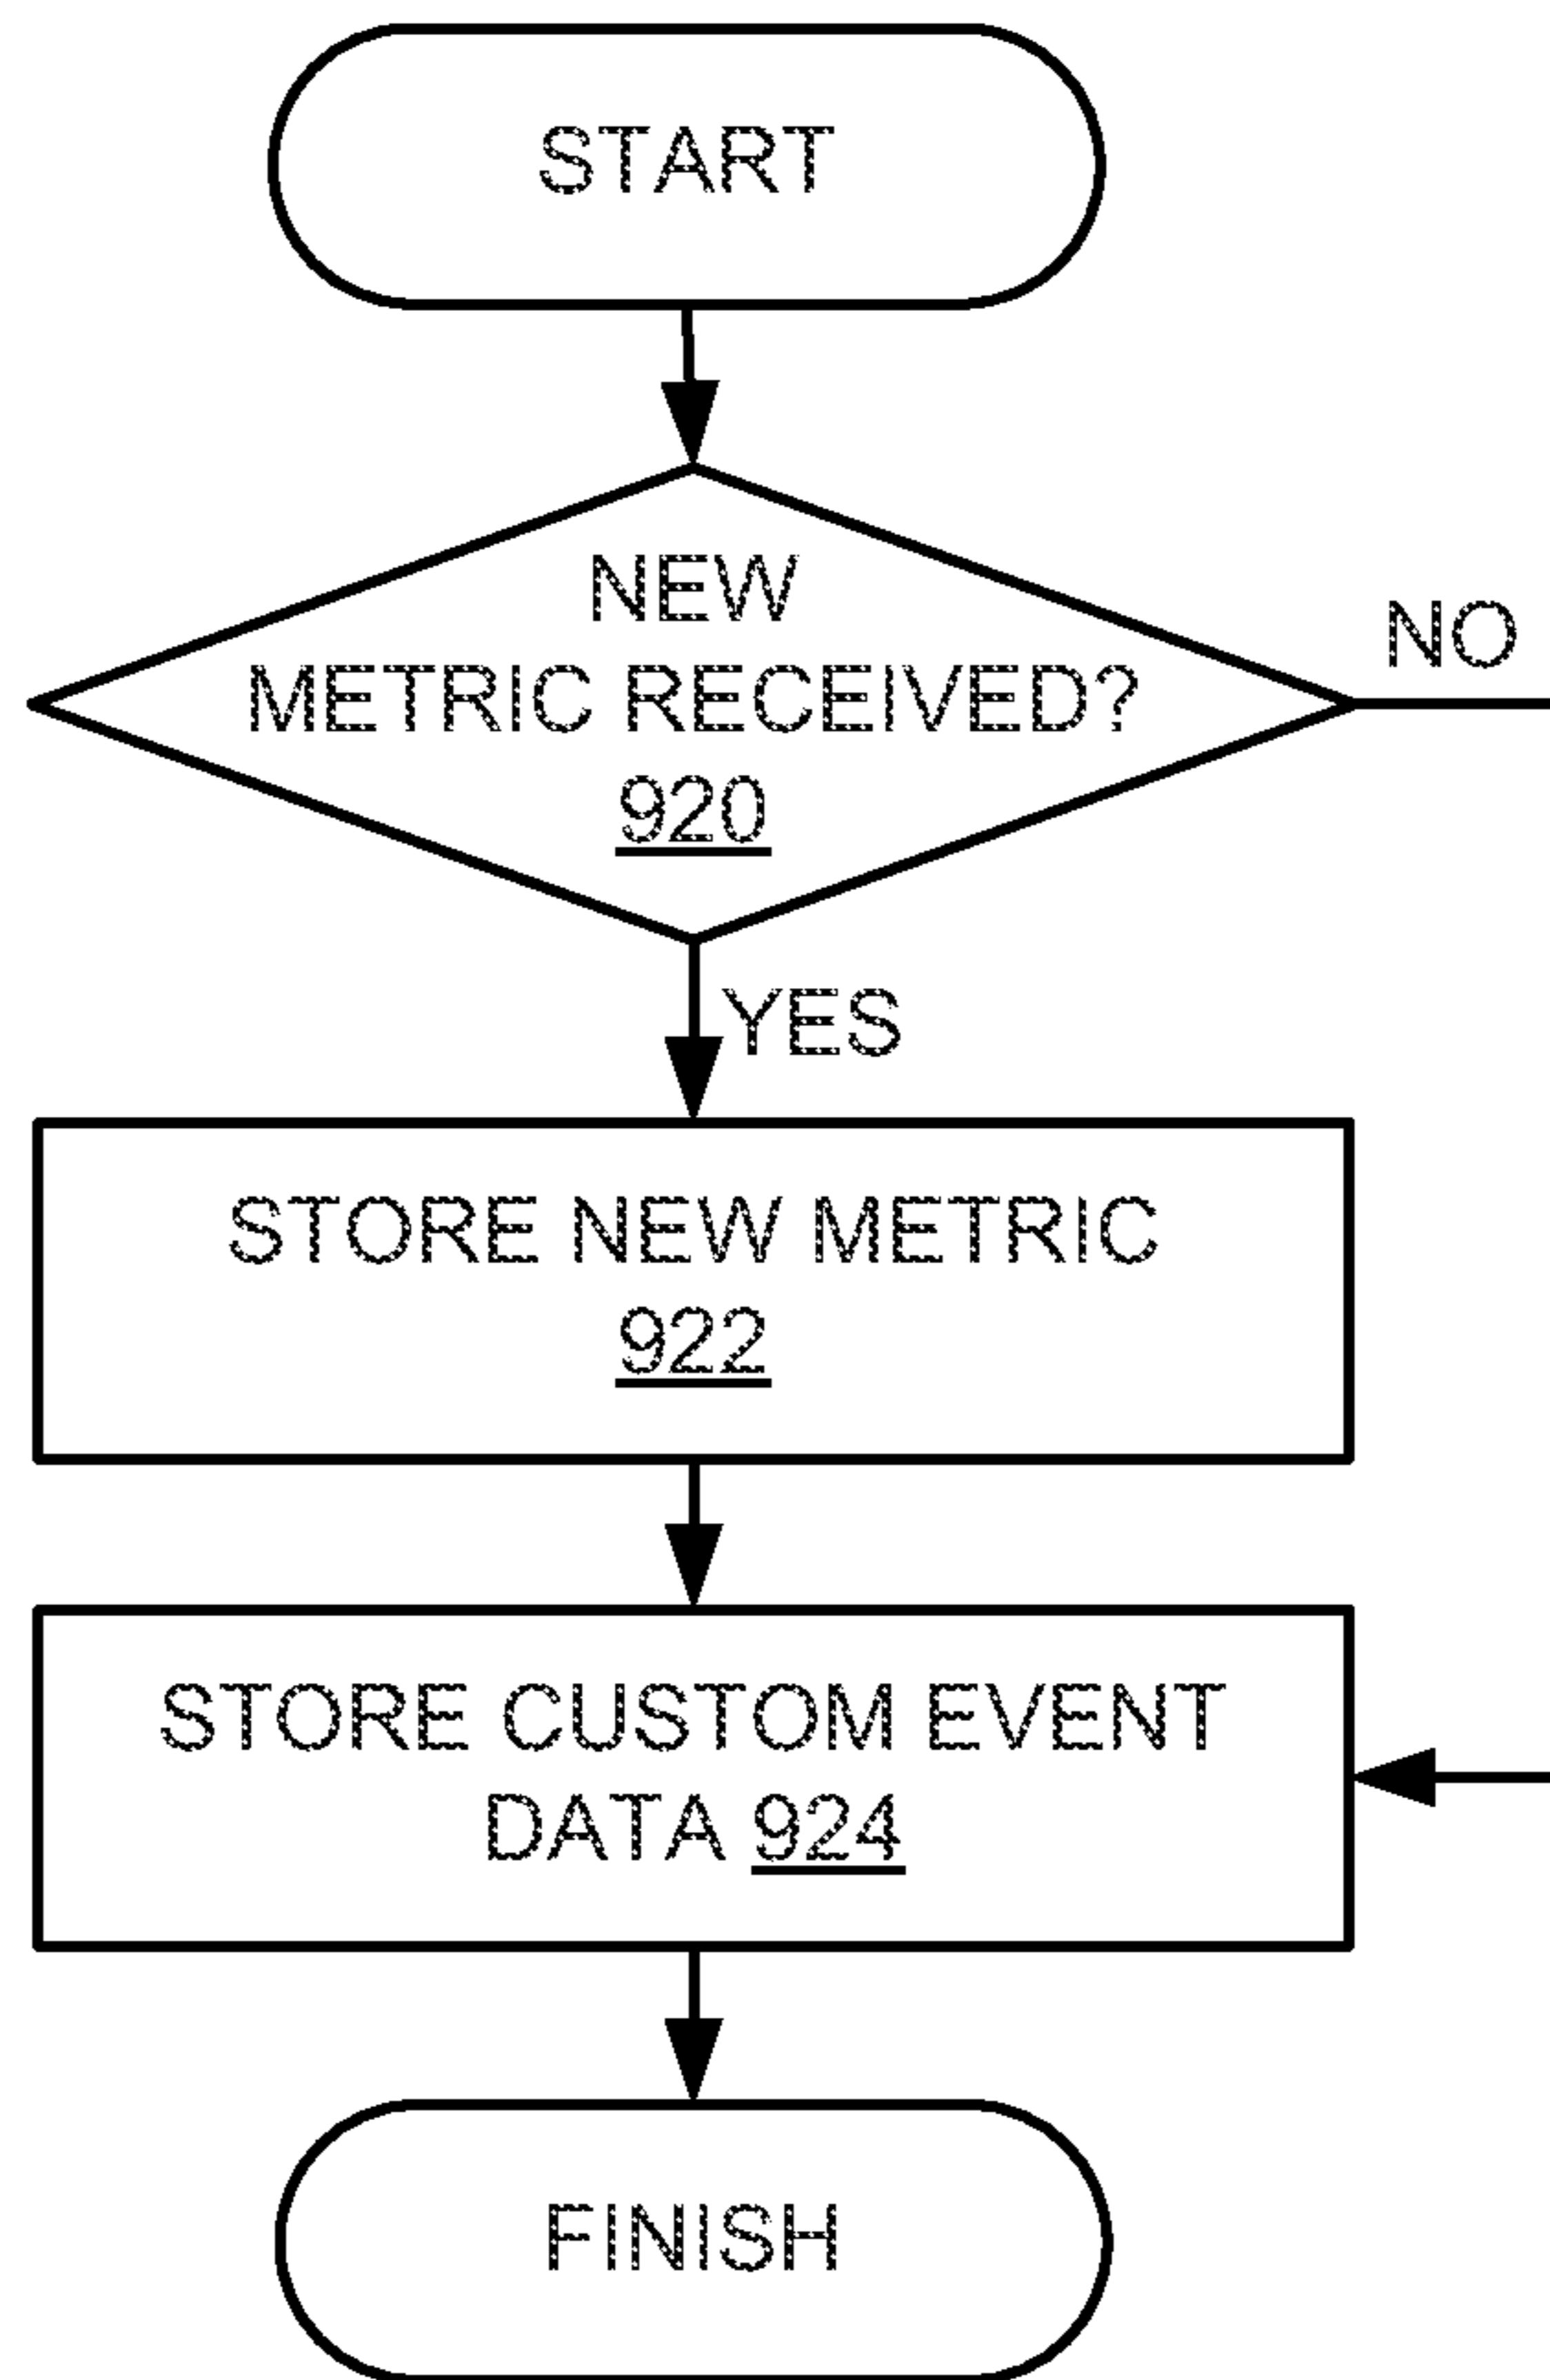 START
NEW
METRIC RECEIVED?
920
NO
YES
STORE NEW METRIC
922
STORE CUSTOM EVENT
DATA 924
FINISH